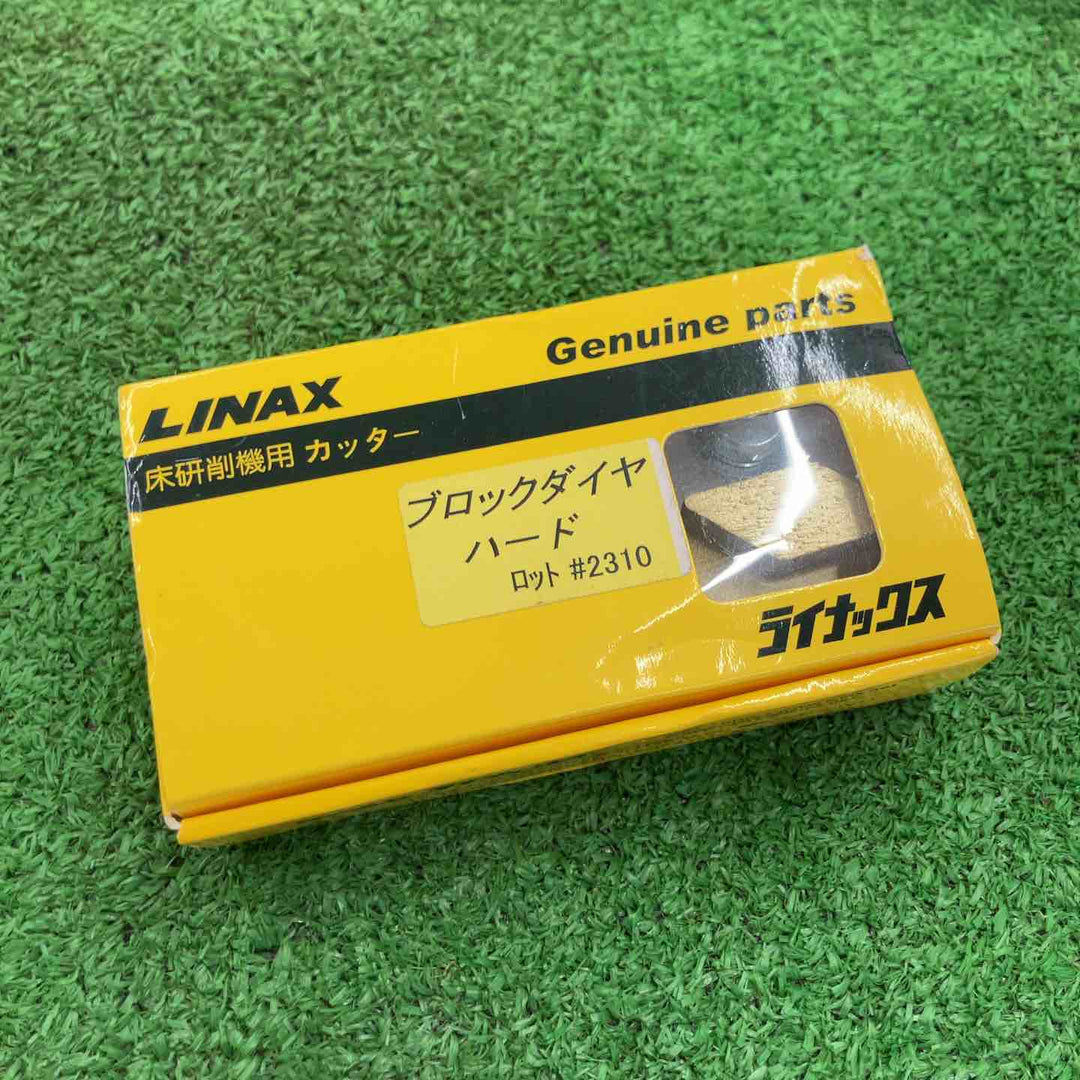 LINAX
Genuine parts
床研削機用 カッター
ブロックダイヤ
ハード
ロット #2310
ライナックス